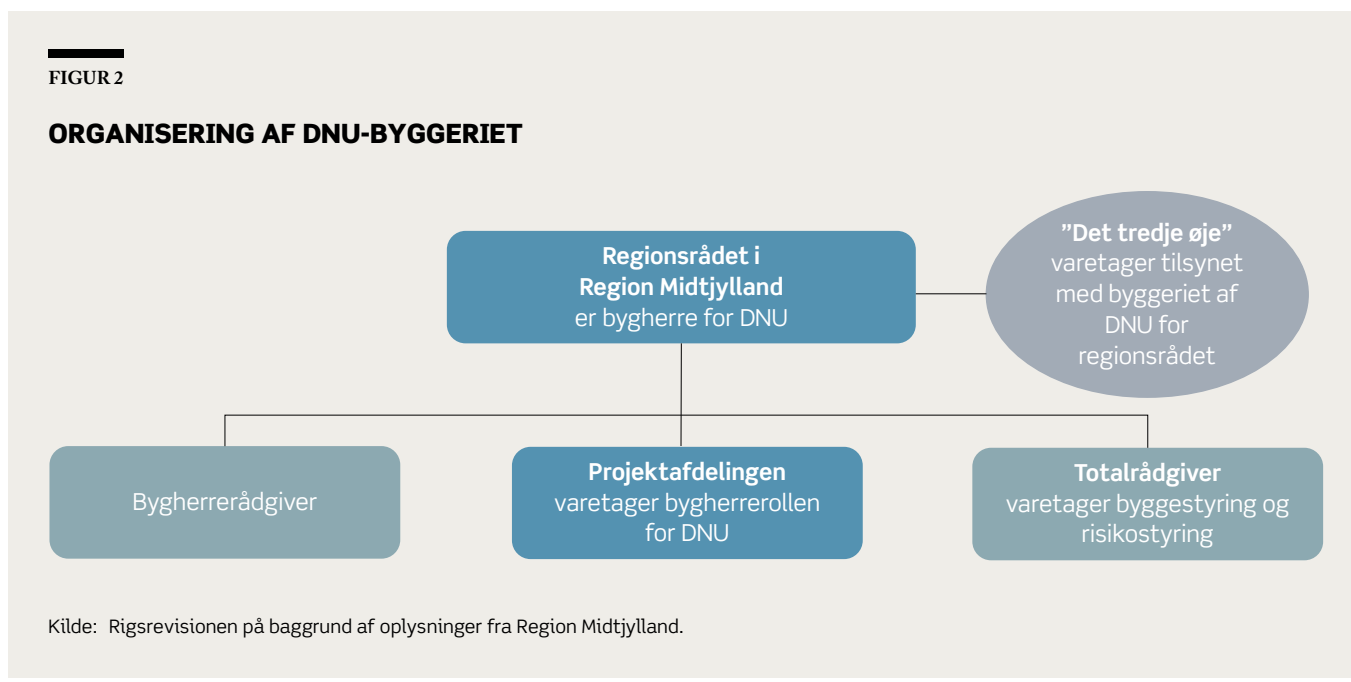 FIGUR 2
ORGANISERING AF DNU-BYGGERIET
Regionsrådet i
Region Midtjylland
er bygherre for DNU
”Det tredje øje”
varetager tilsynet
med byggeriet af
DNU for
regionsrådet
Bygherrerådgiver
Projektafdelingen
varetager bygherrerollen
for DNU
Totalrådgiver
varetager byggestyring og
risikostyring
Kilde: Rigsrevisionen på baggrund af oplysninger fra Region Midtjylland.